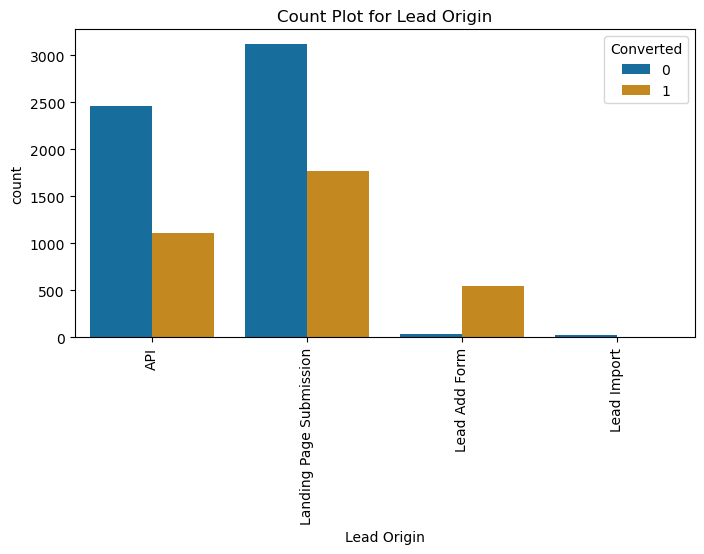 Count Plot for Lead Origin
Converted
0
1
3000
2500
2000
1500
1000
500
0
count
API
Landing Page Submission
Lead Add Form
Lead Import
Lead Origin